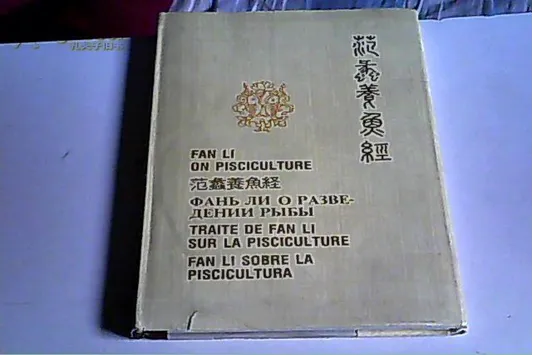 范蠡養魚經
FAN LI
ON PISCICULTURE
范蠡養魚経
ФАНЬ ЛИ О РАЗВЕ-
ДЕНИИ РЫБЫ
TRAITE DE FAN LI
SUR LA PISCICULTURE
FAN LI SOBRE LA
PISCICULTURA